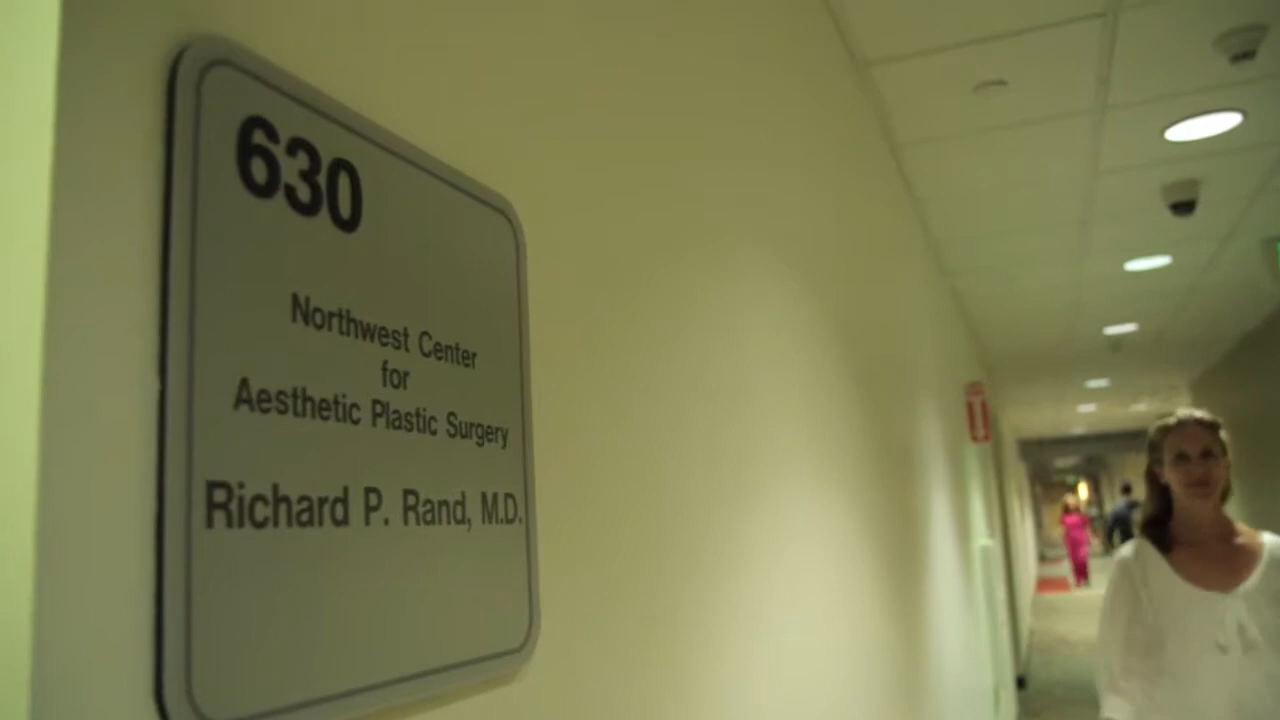 630
Northwest Center
for
Aesthetic Plastic Surgery
Richard P. Rand, M.D.